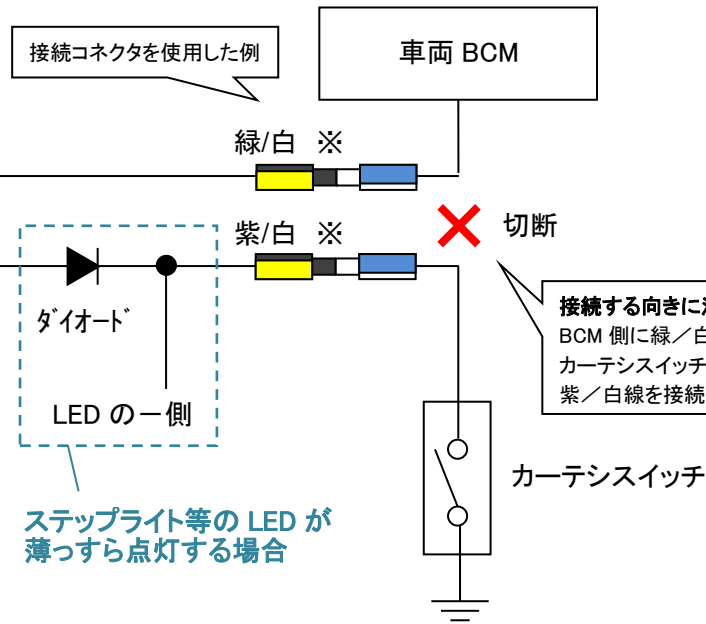 接続コネクタを使用した例
車両 BCM
緑/白 ※
紫/白 ※
切断
接続する向きに
BCM 側に緑／白
カーテシスイッチ
紫／白線を接続
ダイオード
LED の－側
カーテシスイッチ
ステップライト等の LED が
薄っすら点灯する場合